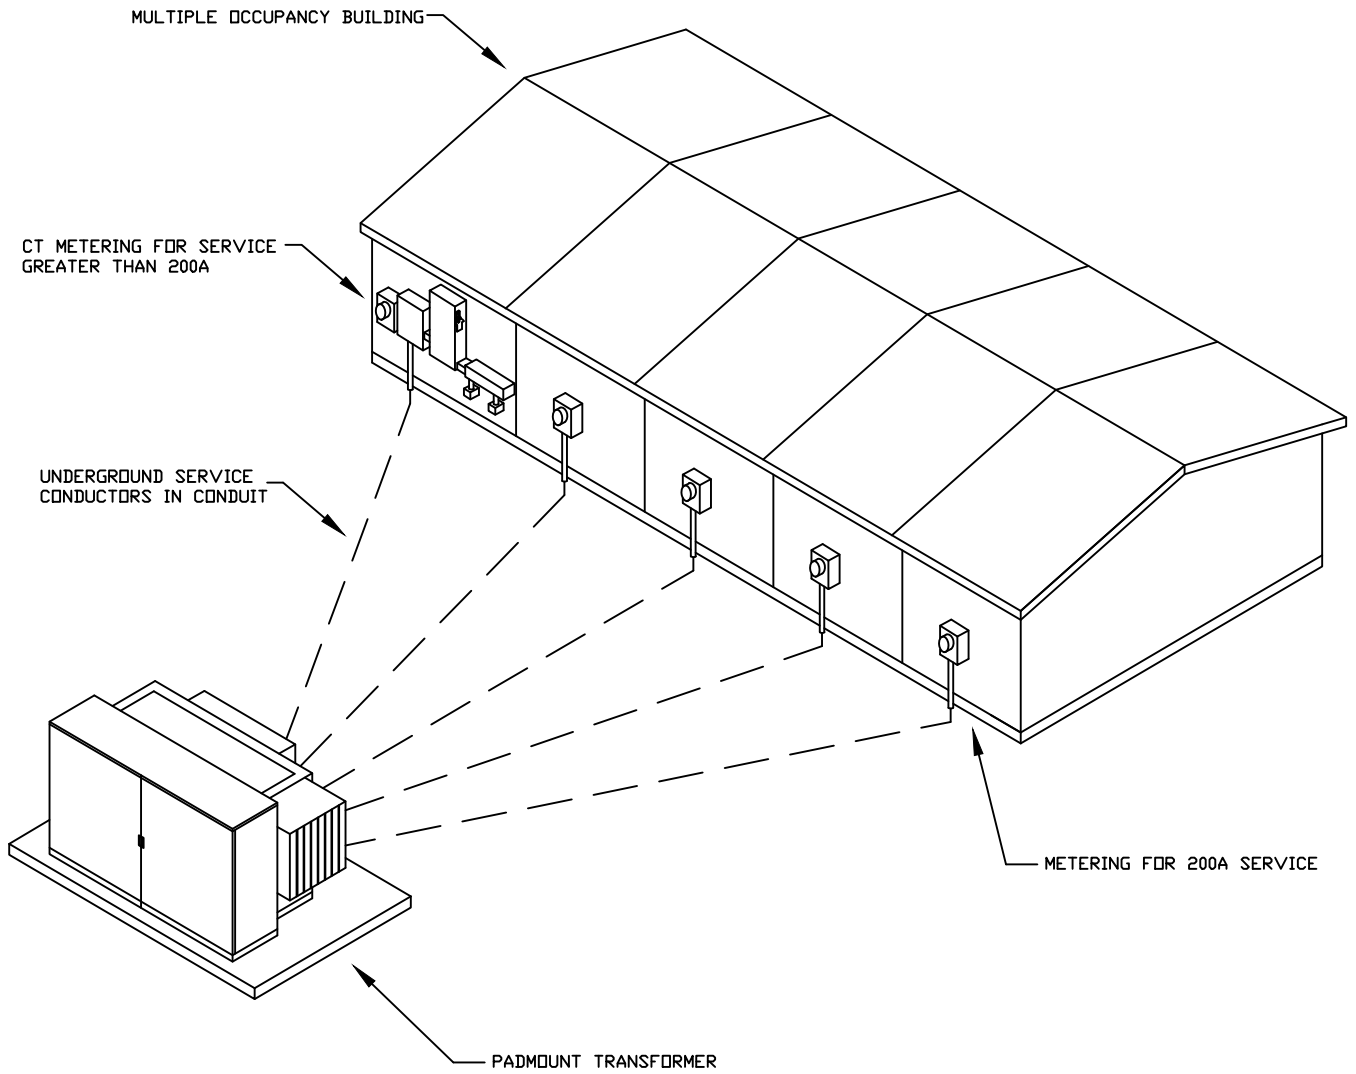 MULTIPLE OCCUPANCY BUILDING
CT METERING FOR SERVICE
GREATER THAN 200A
UNDERGROUND SERVICE
CONDUCTORS IN CONDUIT
METERING FOR 200A SERVICE
PADMOUNT TRANSFORMER